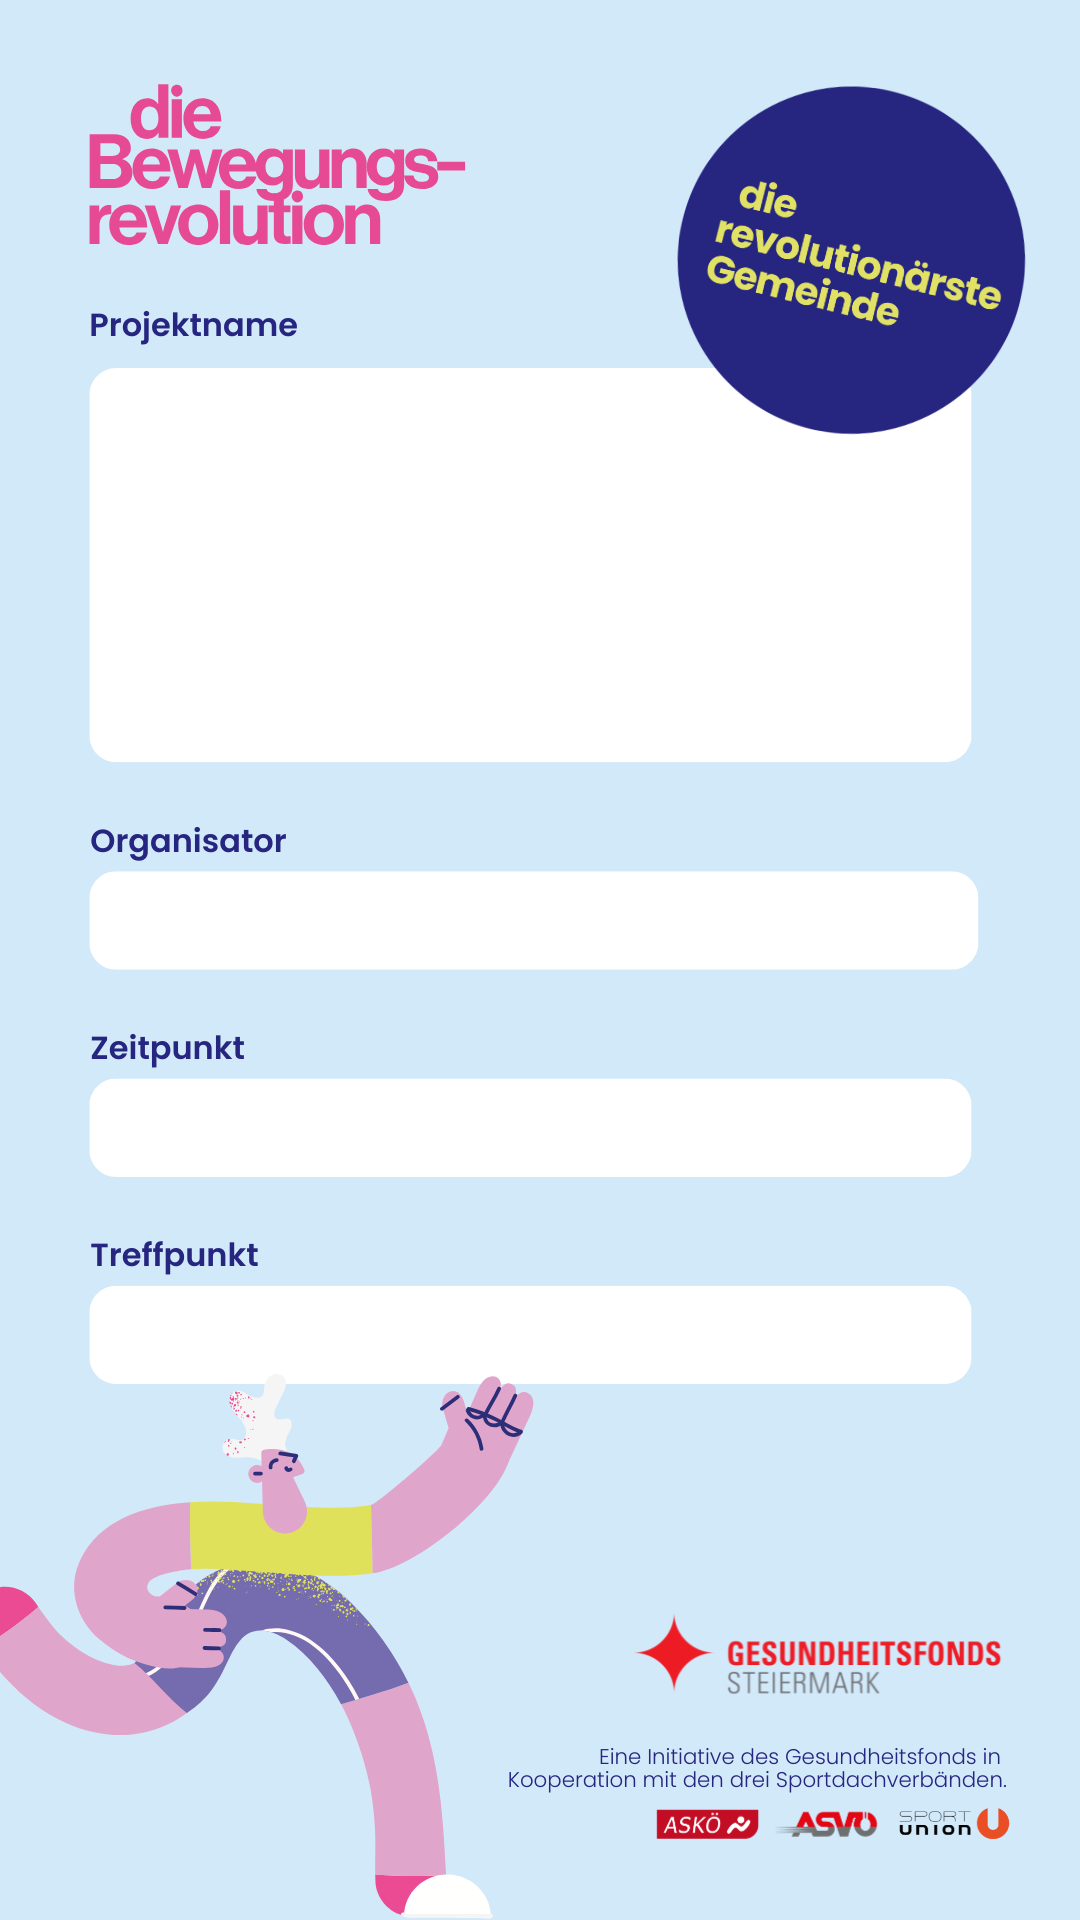 die
Bewegungs-
revolution
die
revolutionärste
Gemeinde
Projektname
Organisator
Zeitpunkt
Treffpunkt
GESUNDHEITSFONDS
STEIERMARK
Eine Initiative des Gesundheitsfonds in
Kooperation mit den drei Sportdachverbänden.
ASKÖ ASVÖ SPORT
union